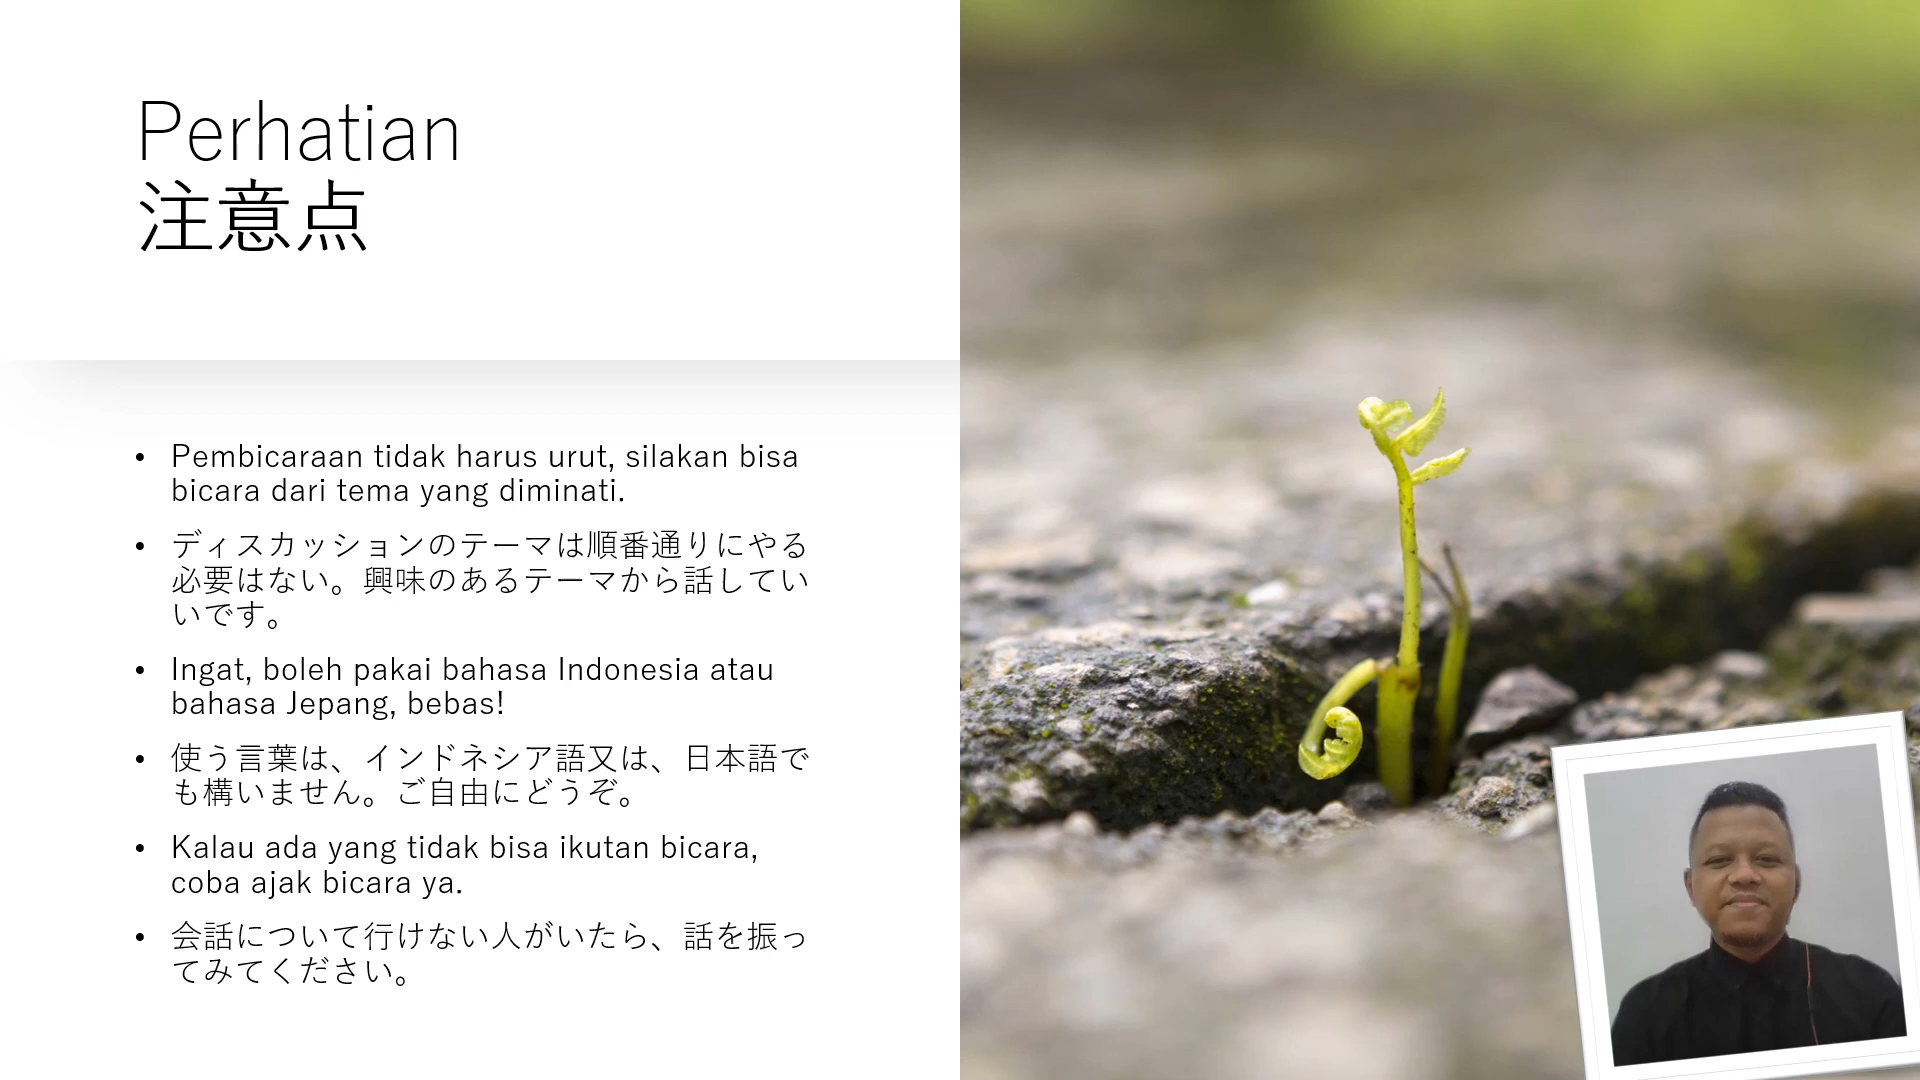 Perhatian
注意点
• Pembicaraan tidak harus urut, silakan bisa
bicara dari tema yang diminati.
• ディスカッションのテーマは順番通りにやる
必要はない。興味のあるテーマから話してい
いです。
• Ingat, boleh pakai bahasa Indonesia atau
bahasa Jepang, bebas!
• 使う言葉は、インドネシア語又は、日本語で
も構いません。ご自由にどうぞ。
• Kalau ada yang tidak bisa ikutan bicara,
coba ajak bicara ya.
• 会話について行けない人がいたら、話を振っ
てみてください。